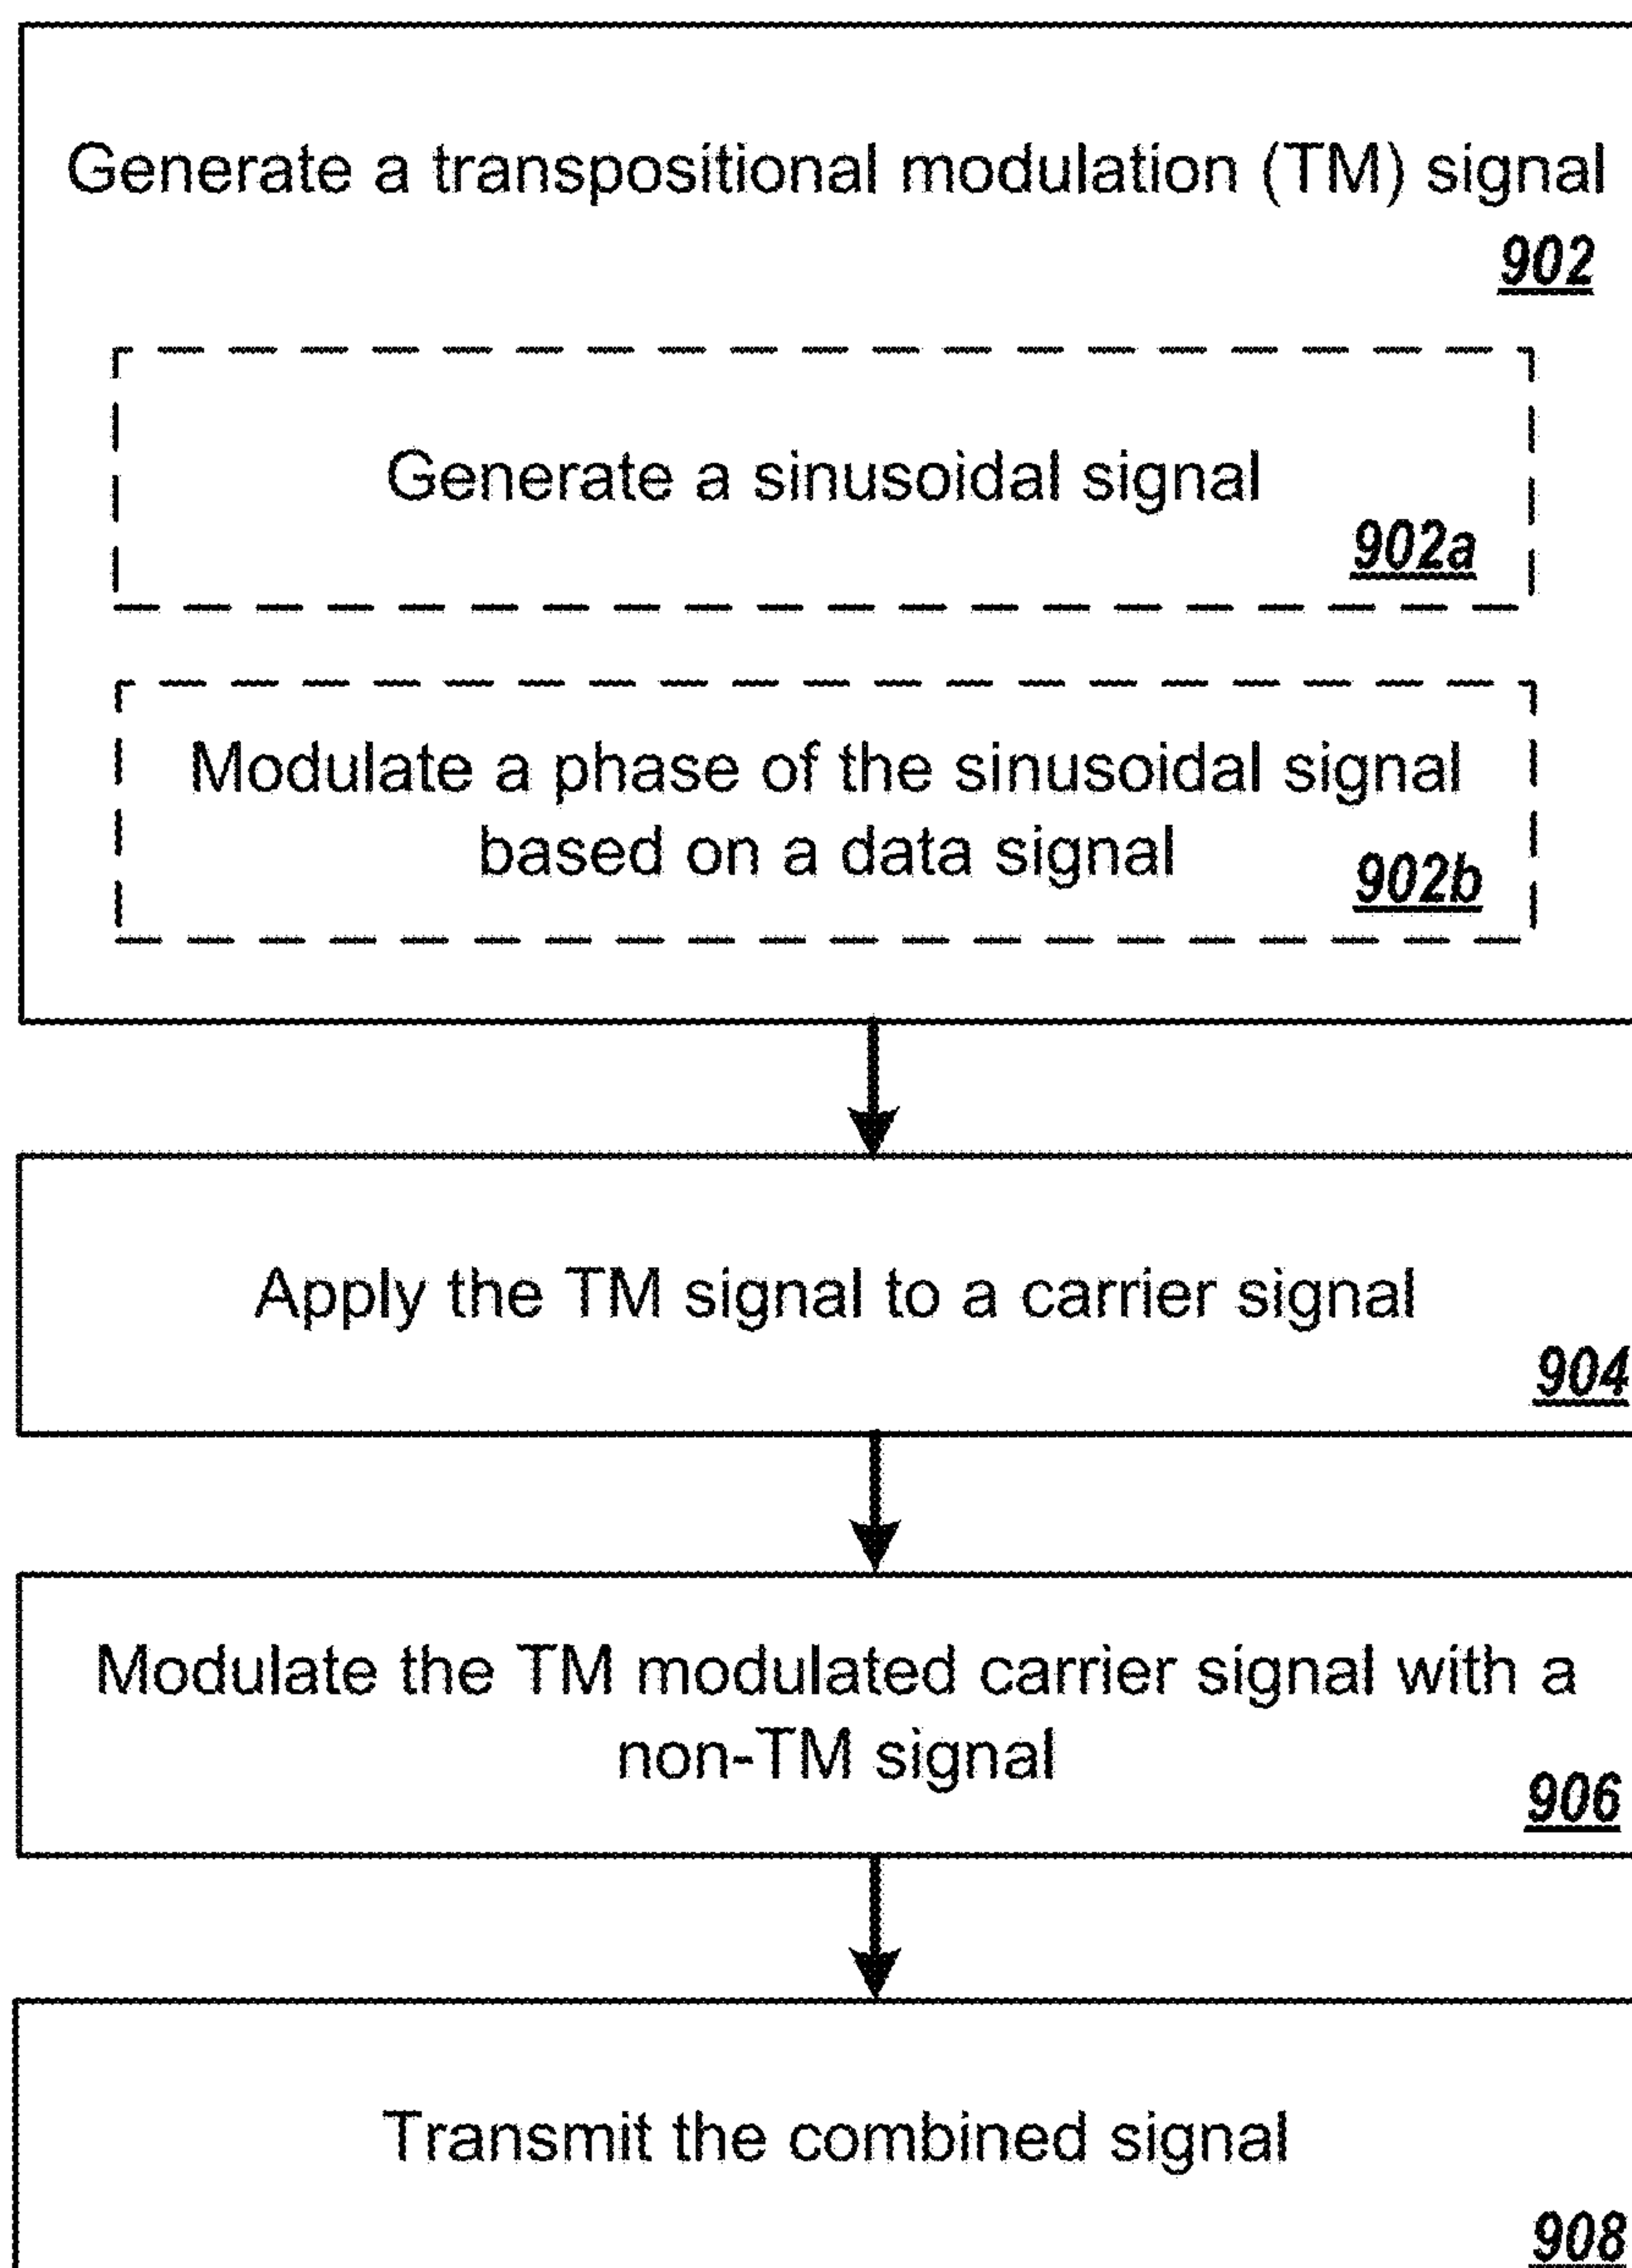 Generate a transpositional modulation (TM) signal
902
Generate a sinusoidal signal
902a
Modulate a phase of the sinusoidal signal
based on a data signal
902b
Apply the TM signal to a carrier signal
904
Modulate the TM modulated carrier signal with a
non-TM signal
906
Transmit the combined signal
908